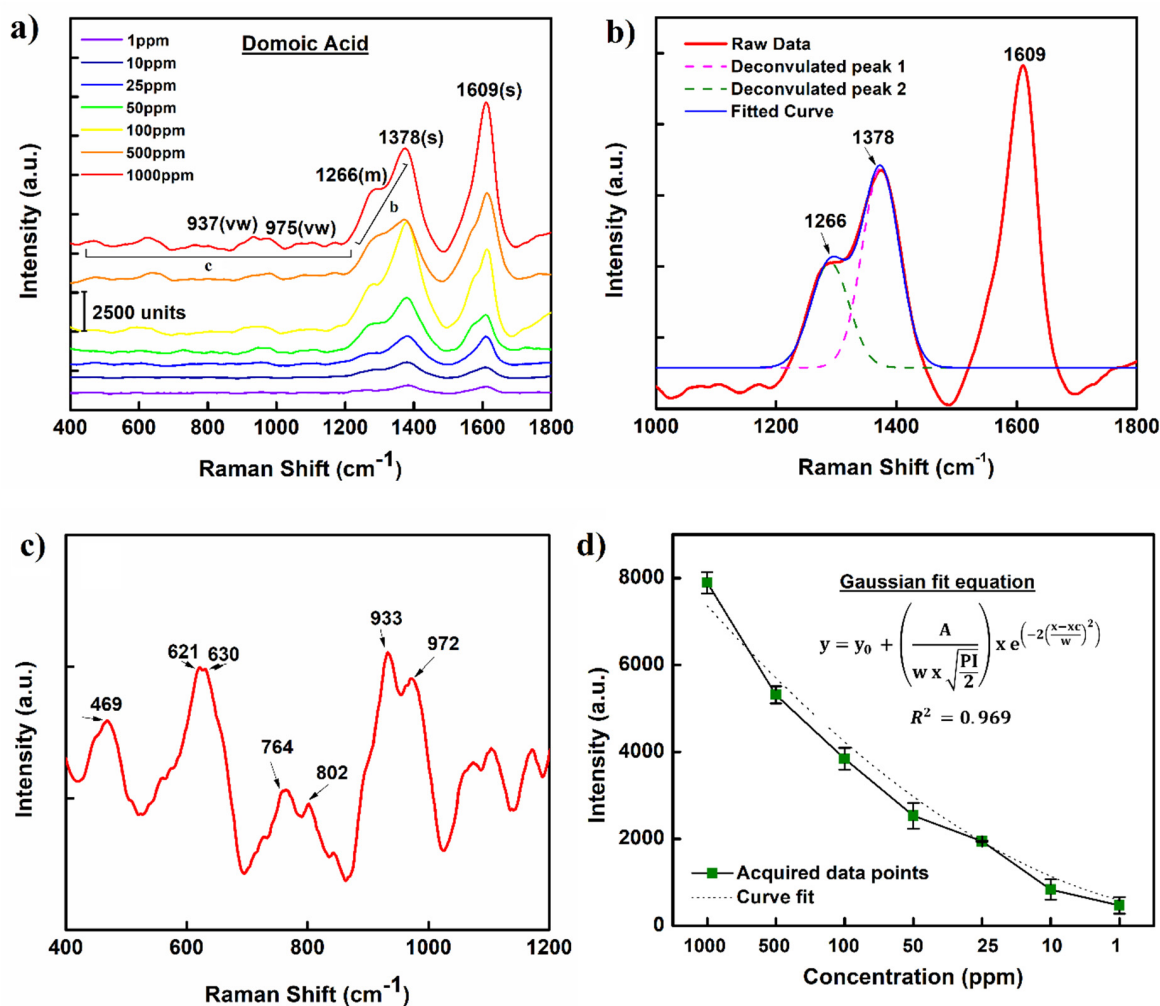 a)
1ppm
10ppm
25ppm
50ppm
100ppm
500ppm
1000ppm
Domoic Acid
1609(s)
1378(s)
1266(m)
937(vw)
975(vw)
b
c
2500 units
Intensity (a.u.)
400 600 800 1000 1200 1400 1600 1800
Raman Shift (cm-1)
b)
Raw Data
Deconvulated peak 1
Deconvulated peak 2
Fitted Curve
1609
1378
1266
Intensity (a.u.)
1000 1200 1400 1600 1800
Raman Shift (cm-1)
c)
469
621
630
764
802
933
972
Intensity (a.u.)
400 600 800 1000 1200
Raman Shift (cm-1)
d)
8000
6000
4000
2000
0
Intensity (a.u.)
Gaussian fit equation
y = y0 + (A / (w x √(PI/2))) x e^(-2((x-xc)/w)^2)
R2 = 0.969
Acquired data points
Curve fit
1000 500 100 50 25 10 1
Concentration (ppm)